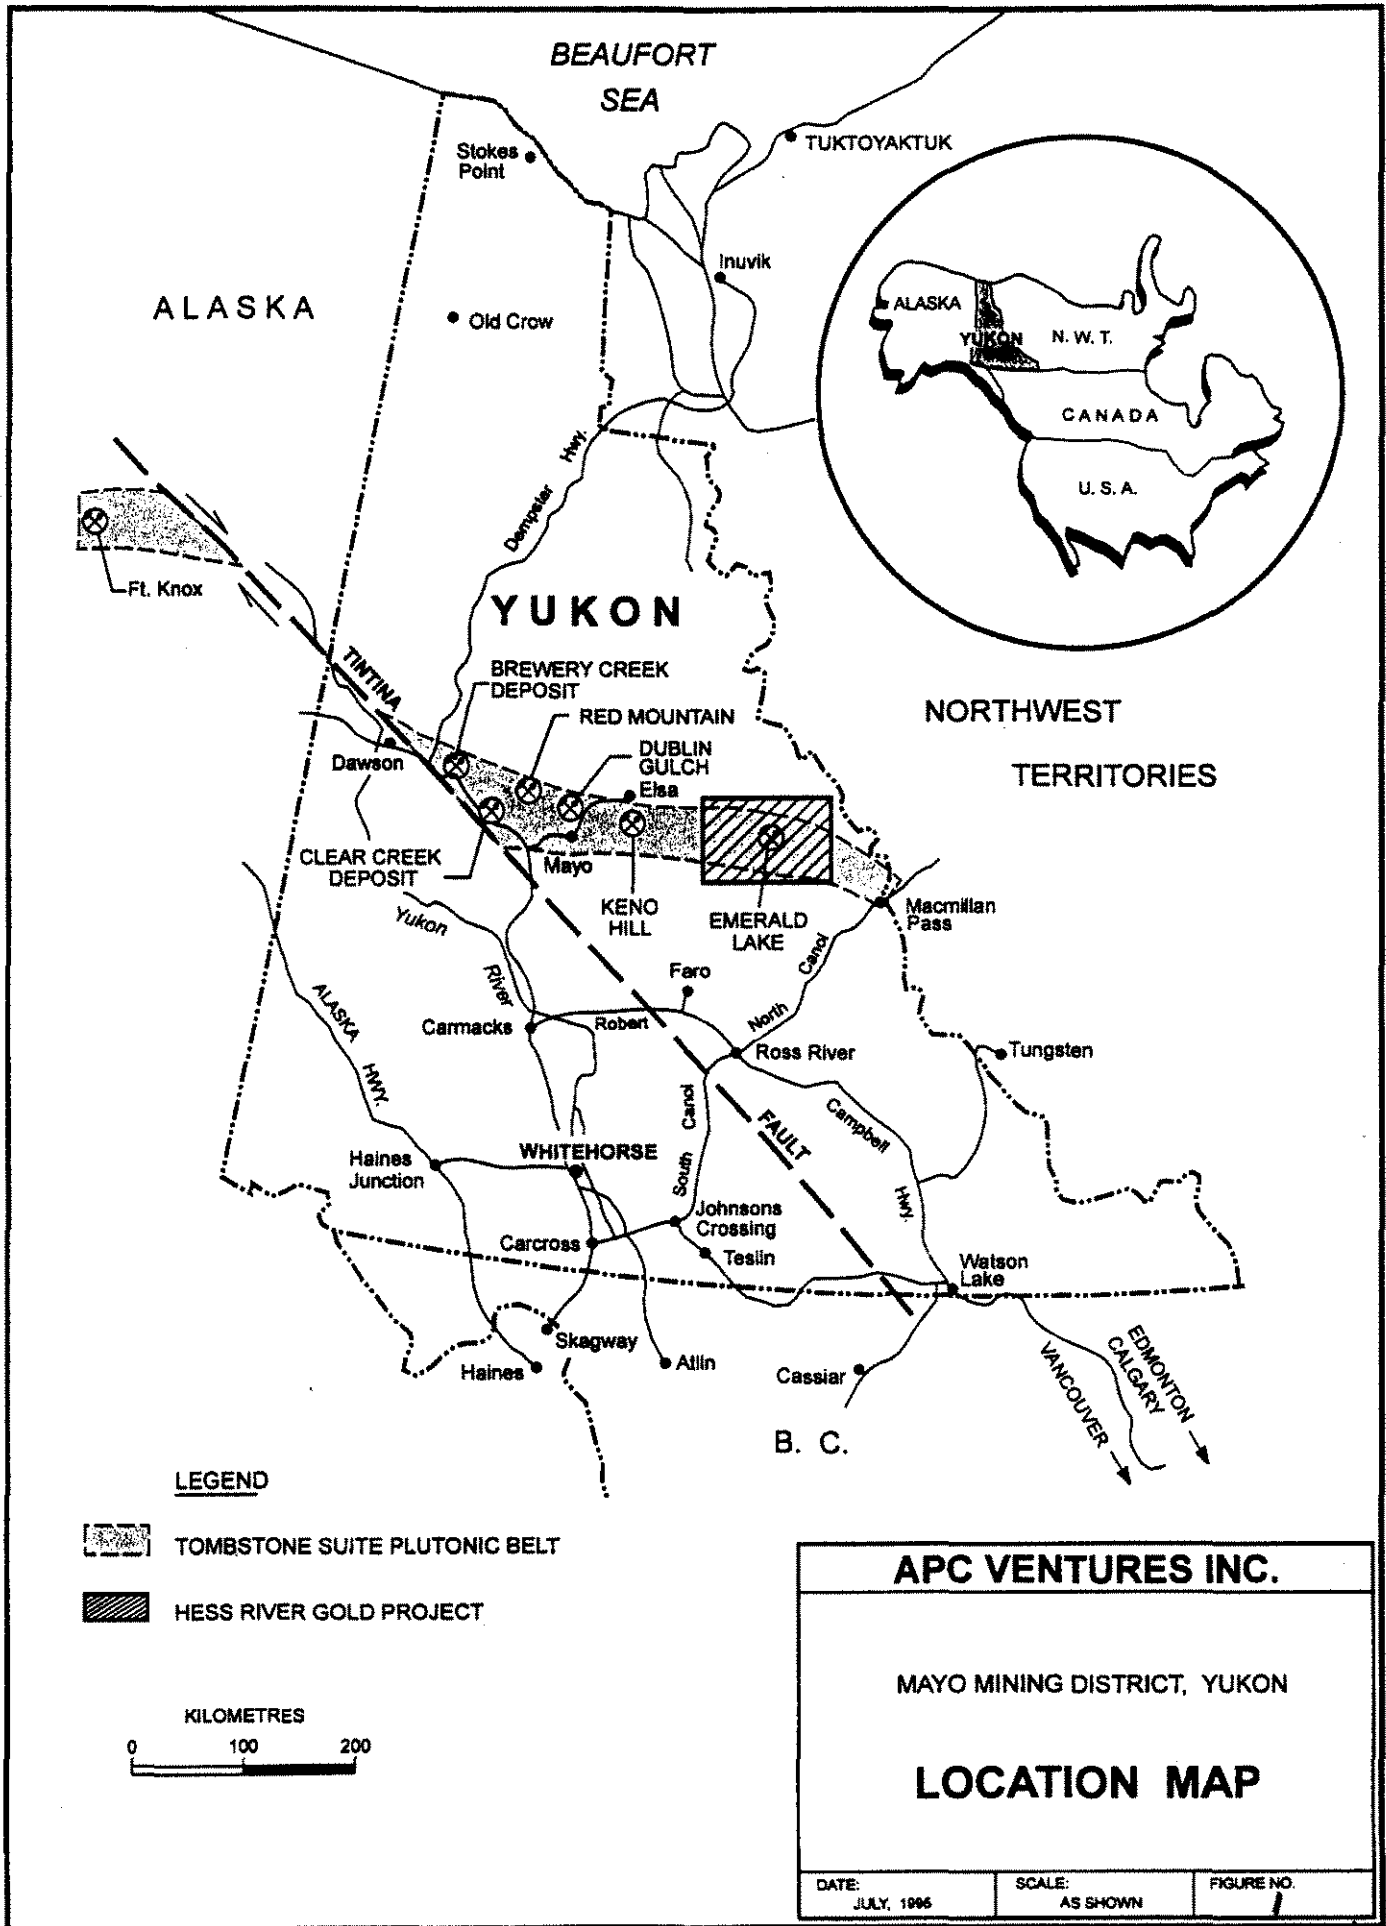 BEAUFORT
SEA
TUKTOYAKTUK
Stokes
Point
Inuvik
ALASKA
Old Crow
ALASKA
YUKON
N. W. T.
CANADA
U. S. A.
Dempster
Hwy.
Ft. Knox
YUKON
TINTINA
BREWERY CREEK
DEPOSIT
RED MOUNTAIN
DUBLIN
GULCH
Elsa
NORTHWEST
TERRITORIES
Dawson
Mayo
CLEAR CREEK
DEPOSIT
KENO
HILL
EMERALD
LAKE
Macmillan
Pass
Yukon
River
Faro
North
Canol
Carmacks
Robert
Ross River
Tungsten
ALASKA
HWY.
South
Canol
FAULT
Campbell
Hwy.
Haines
Junction
WHITEHORSE
Johnsons
Crossing
Carcross
Teslin
Watson
Lake
Skagway
Haines
Atlin
Cassiar
VANCOUVER
EDMONTON
CALGARY
B. C.
LEGEND
TOMBSTONE SUITE PLUTONIC BELT
HESS RIVER GOLD PROJECT
KILOMETRES
0 100 200
APC VENTURES INC.
MAYO MINING DISTRICT, YUKON
LOCATION MAP
DATE:
JULY, 1996
SCALE:
AS SHOWN
FIGURE NO.
1